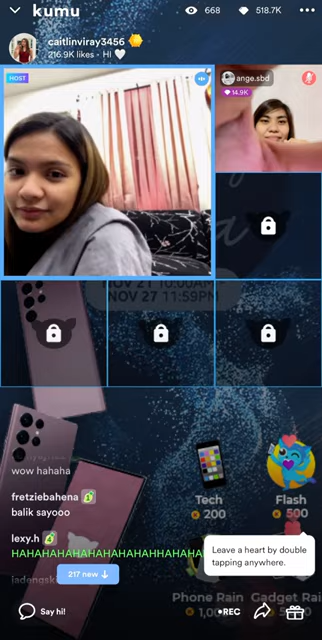 kumu
668
518.7K
caitlinviray3456
216.9K likes • HI 🤍
HOST
ange.sbd
14.9K
NOV 21 10:00AM
NOV 27 11:59PM
wow hahaha
fretziebahena
balik sayooo
lexy.h
HAHAHAHAHAHAHAHAHAHHAHAHA
Tech
200
Flash
500
Leave a heart by double
tapping anywhere.
217 new ↓
Phone Rain
Gadget Rai
Say hi!
REC